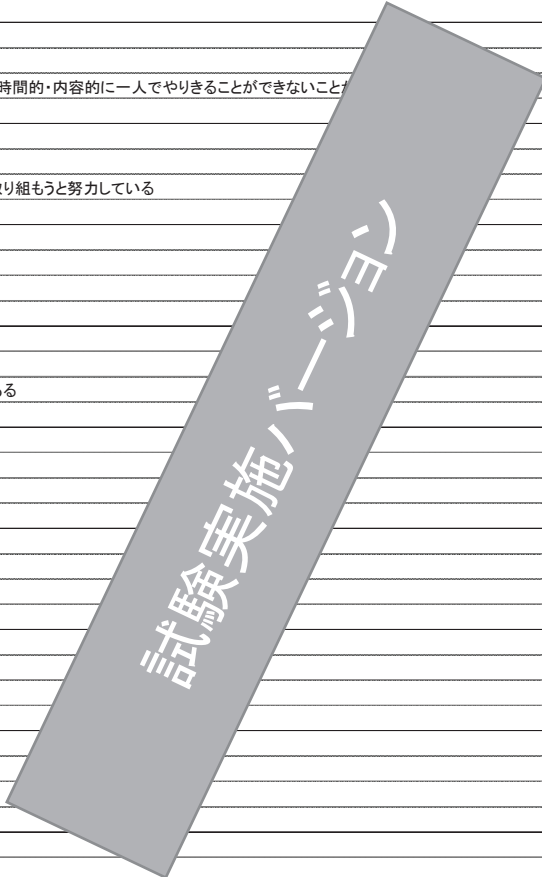 時間的・内容的に一人でやりきることができないこと
り組もうと努力している
る
試験実施バージョン